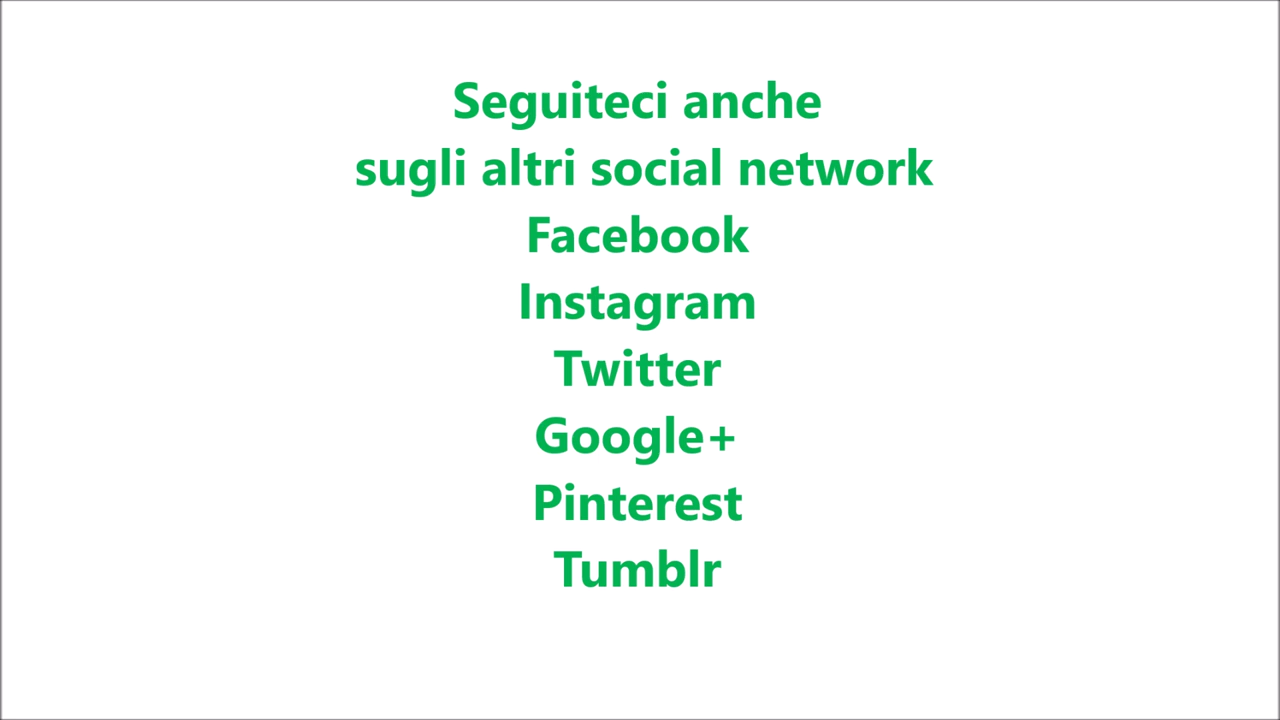 Seguiteci anche
sugli altri social network
Facebook
Instagram
Twitter
Google+
Pinterest
Tumblr